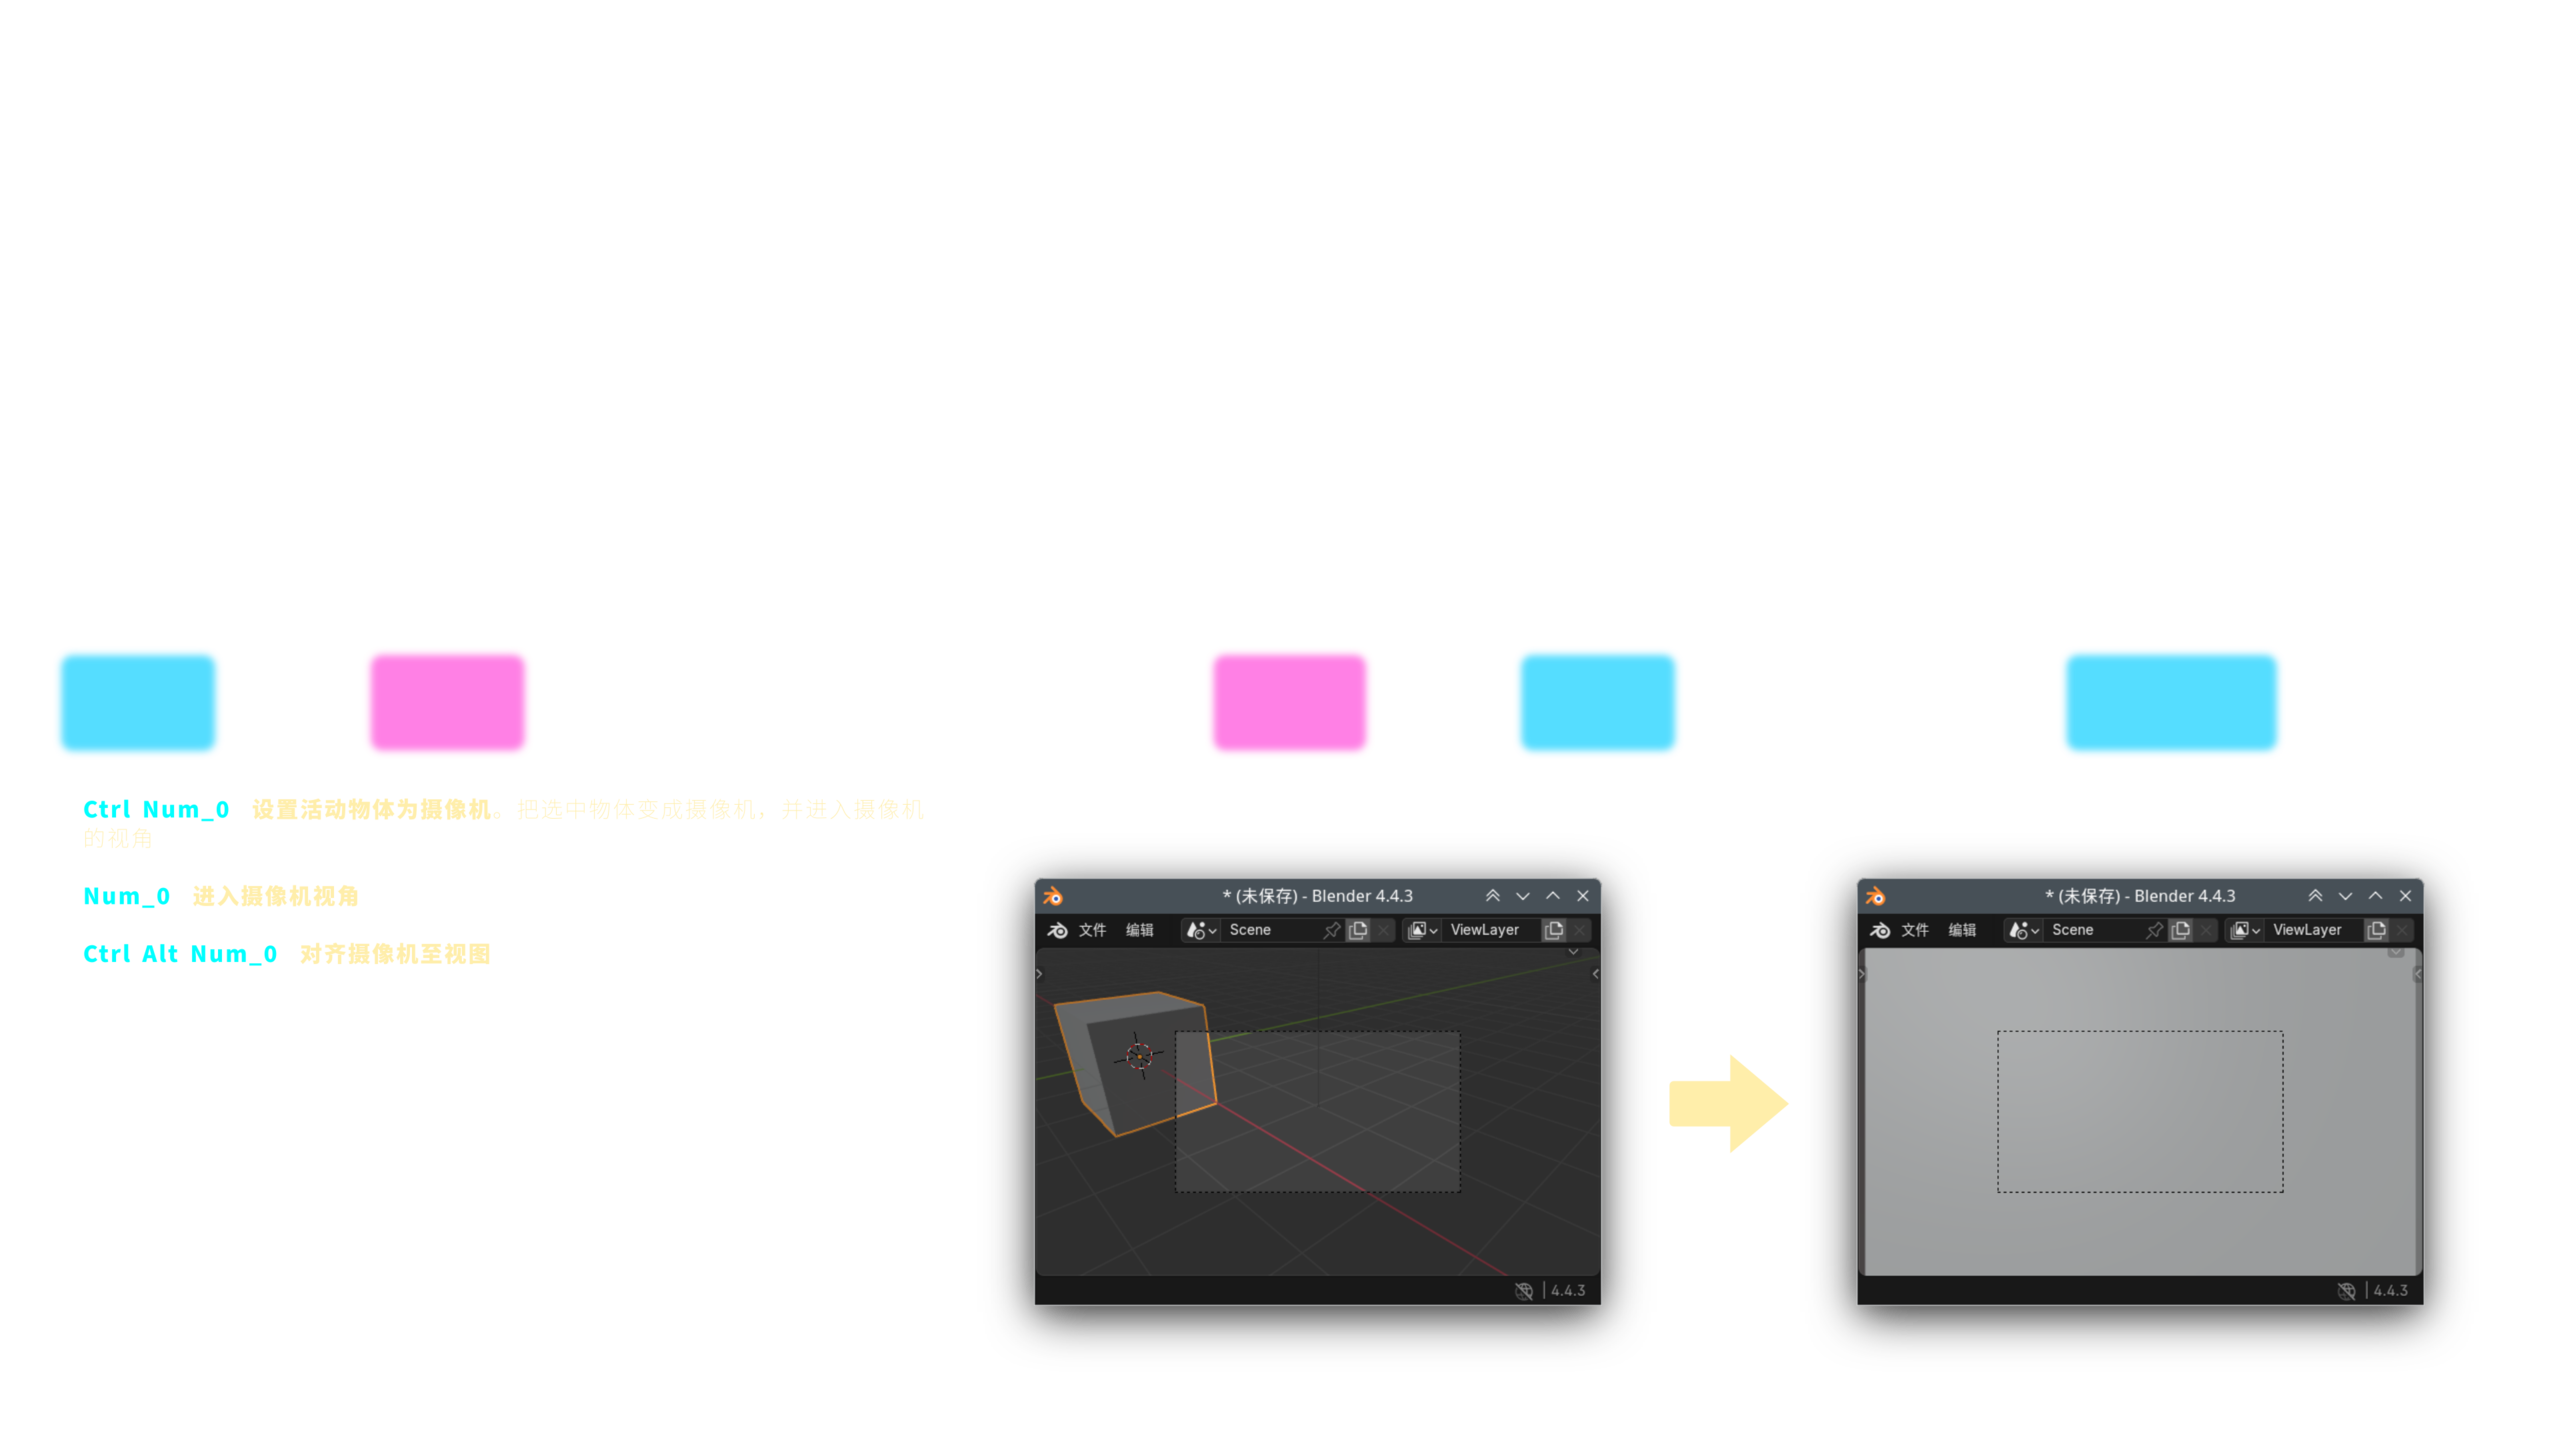 Ctrl Num_0 设置活动物体为摄像机。把选中物体变成摄像机，并进入摄像机
的视角
Num_0 进入摄像机视角
Ctrl Alt Num_0 对齐摄像机至视图
* (未保存) - Blender 4.4.3
文件 编辑 Scene ViewLayer
4.4.3
* (未保存) - Blender 4.4.3
文件 编辑 Scene ViewLayer
4.4.3